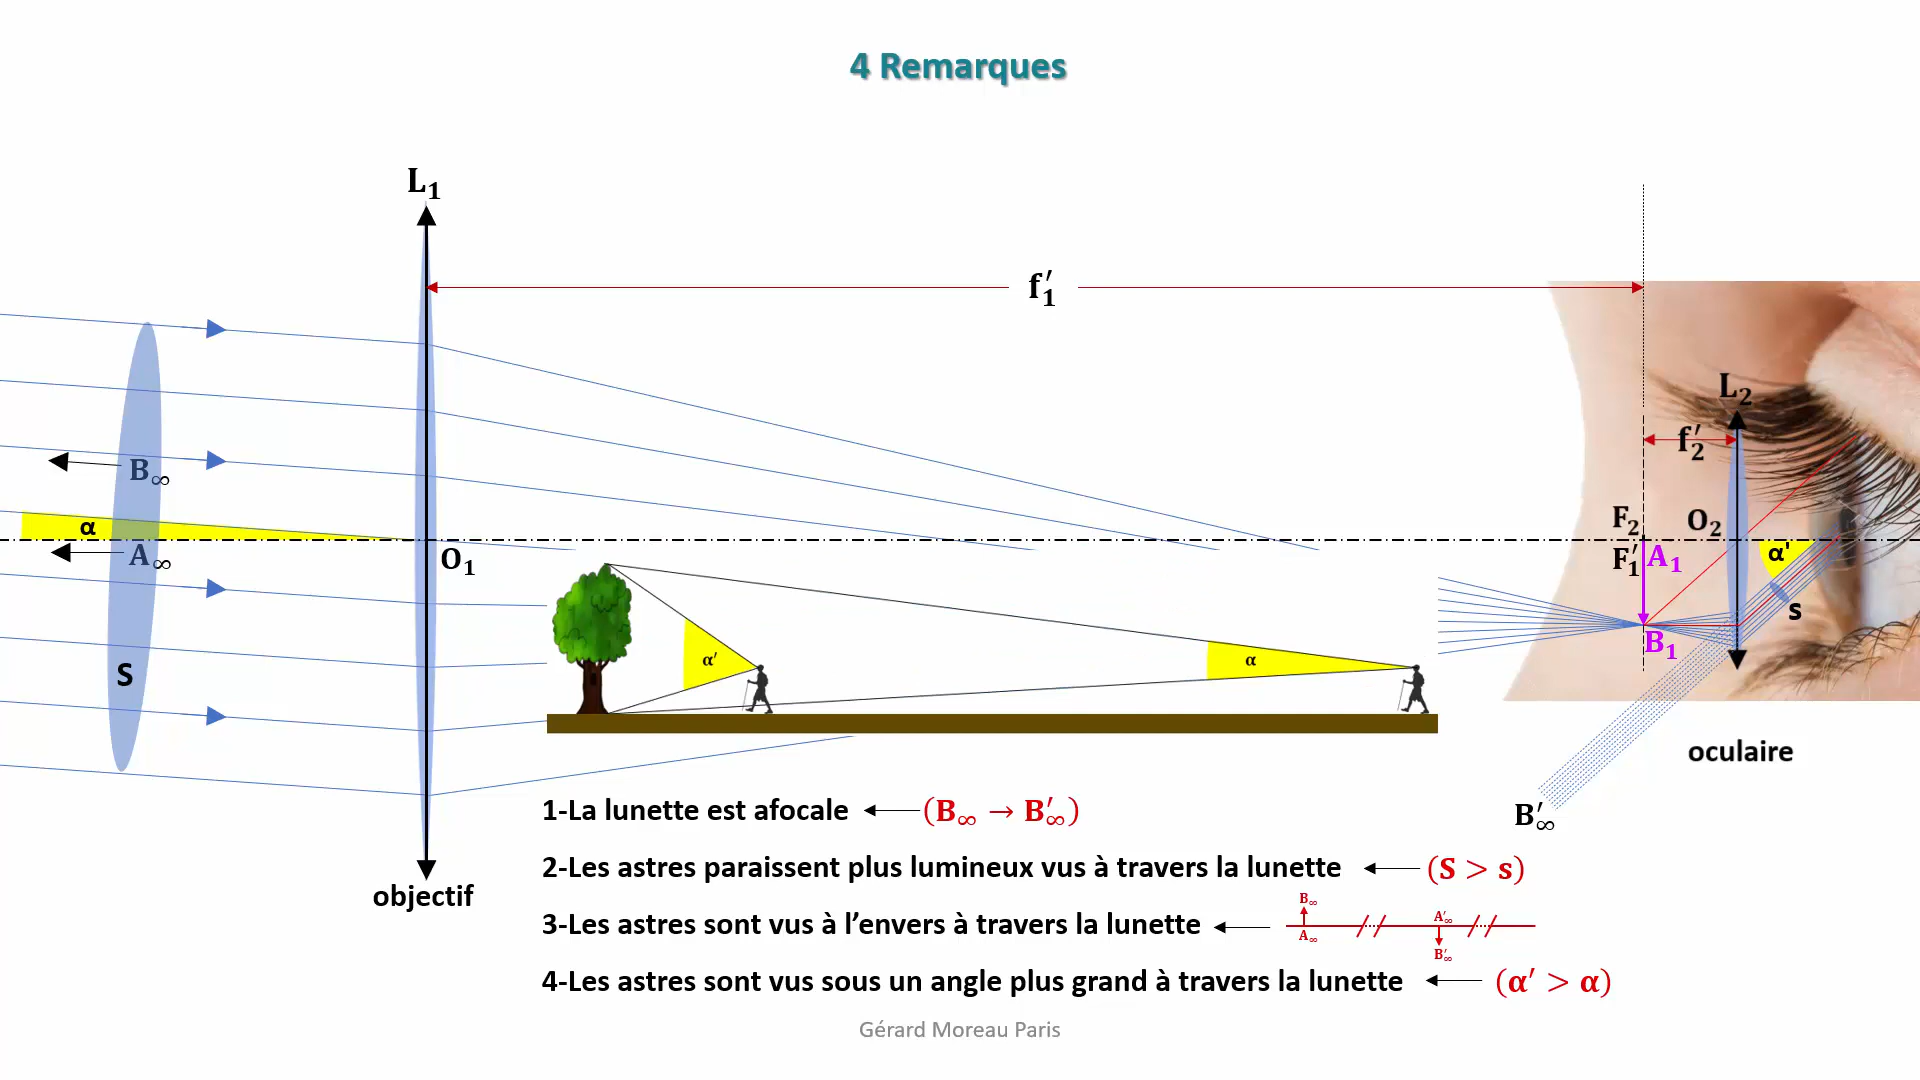 4 Remarques
L₁
f′₁
L₂
f′₂
B∞
α
A∞
O₁
F₂
O₂
F′₁
A₁
α'
s
B₁
α′
α
S
oculaire
1-La lunette est afocale (B∞ → B′∞)
B′∞
2-Les astres paraissent plus lumineux vus à travers la lunette (S > s)
objectif
3-Les astres sont vus à l’envers à travers la lunette
B∞
A∞
A′∞
B′∞
4-Les astres sont vus sous un angle plus grand à travers la lunette (α′ > α)
Gérard Moreau Paris